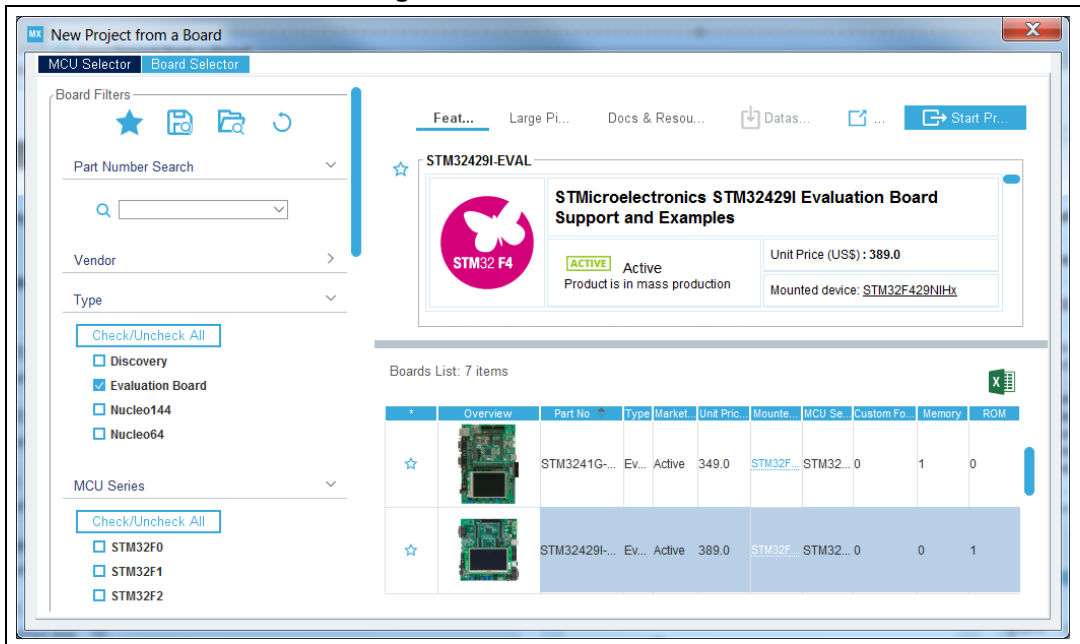 MX New Project from a Board
X
MCU Selector Board Selector
Board Filters
Part Number Search
Vendor
Type
Check/Uncheck All
Discovery
Evaluation Board
Nucleo144
Nucleo64
MCU Series
Check/Uncheck All
STM32F0
STM32F1
STM32F2
Feat... Large Pi... Docs & Resou... Datas... ... Start Pr...
STM32429I-EVAL
STM32 F4
STMicroelectronics STM32429I Evaluation Board
Support and Examples
ACTIVE Active
Product is in mass production
Unit Price (US$) : 389.0
Mounted device: STM32F429NIHx
Boards List: 7 items
X
* Overview Part No Type Market... Unit Pric... Mounte... MCU Se... Custom Fo... Memory ROM
STM3241G-... Ev... Active 349.0 STM32F... STM32... 0 1 0
STM32429I-... Ev... Active 389.0 STM32F... STM32... 0 0 1